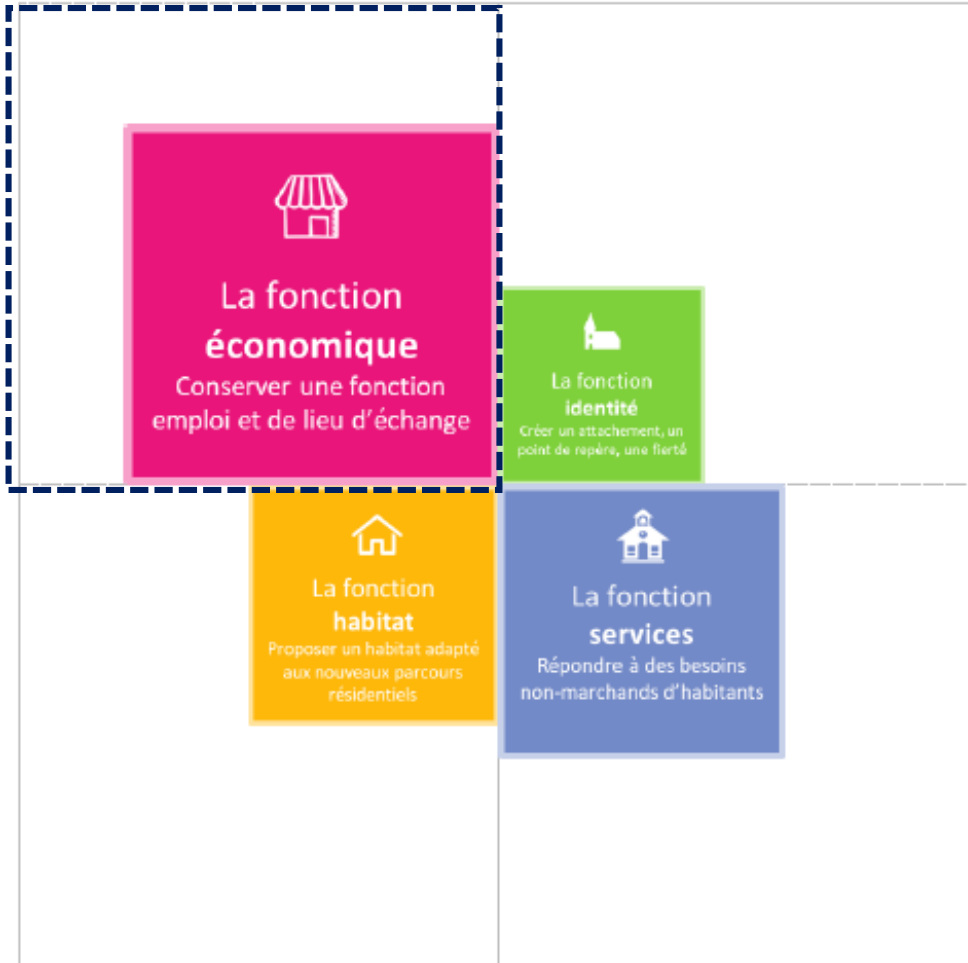 La fonction
économique
Conserver une fonction
emploi et de lieu d'échange
La fonction
identité
Créer un attachement, un
point de repère, une fierté
La fonction
habitat
Proposer un habitat adapté
aux nouveaux parcours
résidentiels
La fonction
services
Répondre à des besoins
non-marchands d'habitants